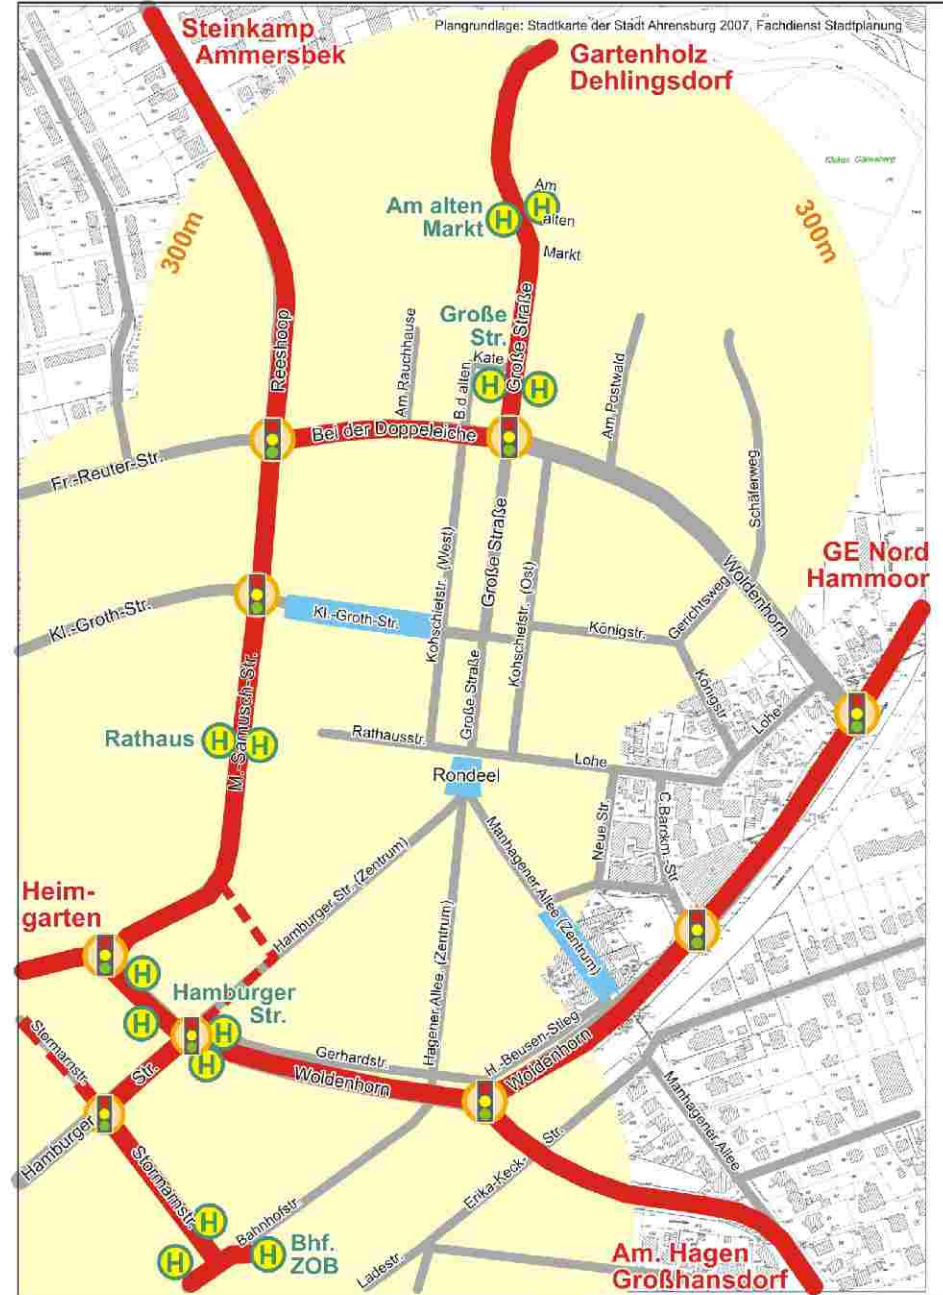 Plangrundlage: Stadtkarte der Stadt Ahrensburg 2007, Fachdienst Stadtplanung
Steinkamp
Ammersbek
Gartenholz
Dehlingsdorf
300m
300m
Am alten
Markt
H
H
Am
alten
Markt
Große
Str.
H
H
Große Straße
Reeshoop
Am Rauchhause
B.d.alten
Kate
Am Postwald
Schäferweg
Bei der Doppeleiche
Fr.-Reuter-Str.
Woldenhorn
GE Nord
Hammoor
Kl.-Groth-Str.
Kl.-Groth-Str.
Kohschietstr. (West)
Große Straße
Kohschietstr. (Ost)
Königstr.
Gerichtsweg
Königstr.
Lohe
Große Straße
Rathaus
H
H
M.-Samusch-Str.
Rathausstr.
Lohe
Rondeel
Neue Str.
C.Barckm.-Str
Manhagener Allee (Zentrum)
Hamburger Str. (Zentrum)
Hagener Allee (Zentrum)
Heim-
garten
H
H
Hamburger
Str.
H
H
Stormarnstr.
Str.
Hamburger
Gerhardstr.
Woldenhorn
H.-Beusen-Stieg
Woldenhorn
Manhagener Allee
Stormarnstr.
Erika-Keck-
Str.
Bahnhofstr
H
H
H
Bhf.
ZOB
Ladestr.
Am. Hagen
Großhansdorf